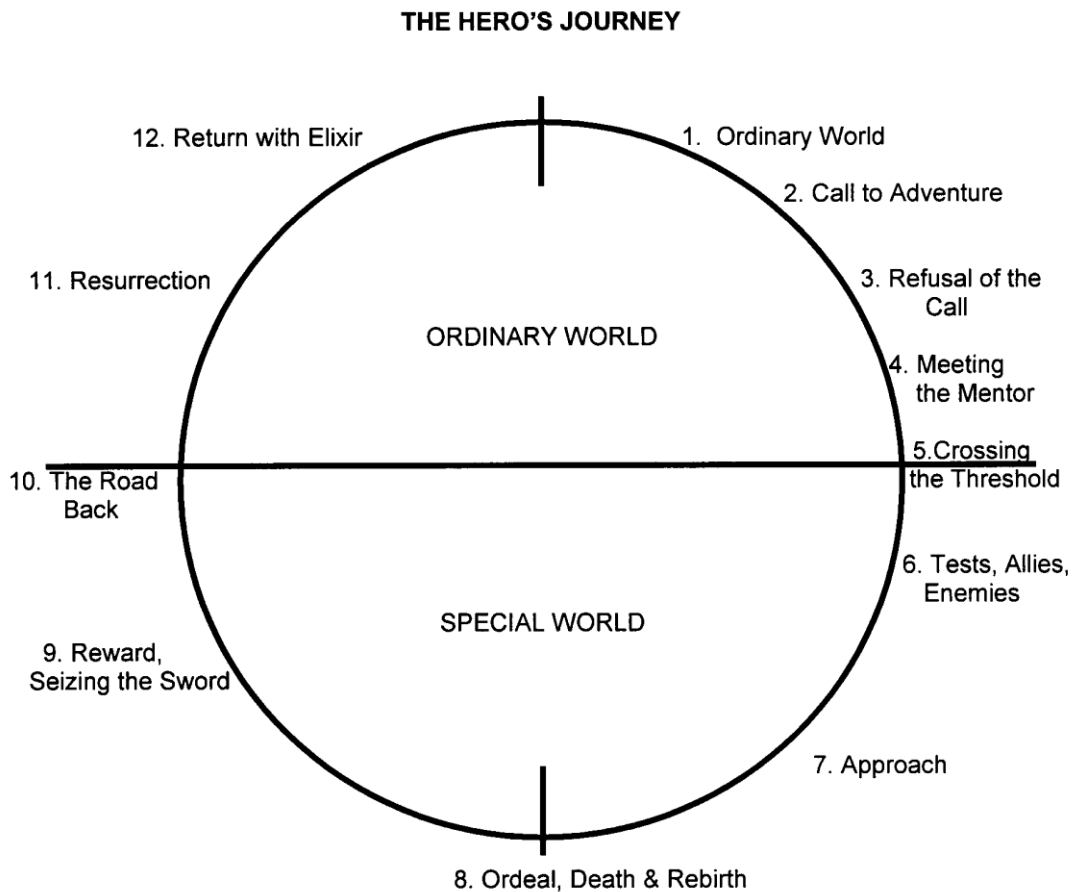 THE HERO'S JOURNEY
12. Return with Elixir
1. Ordinary World
2. Call to Adventure
11. Resurrection
3. Refusal of the
Call
ORDINARY WORLD
4. Meeting
the Mentor
5.Crossing
the Threshold
10. The Road
Back
6. Tests, Allies,
Enemies
SPECIAL WORLD
9. Reward,
Seizing the Sword
7. Approach
8. Ordeal, Death & Rebirth